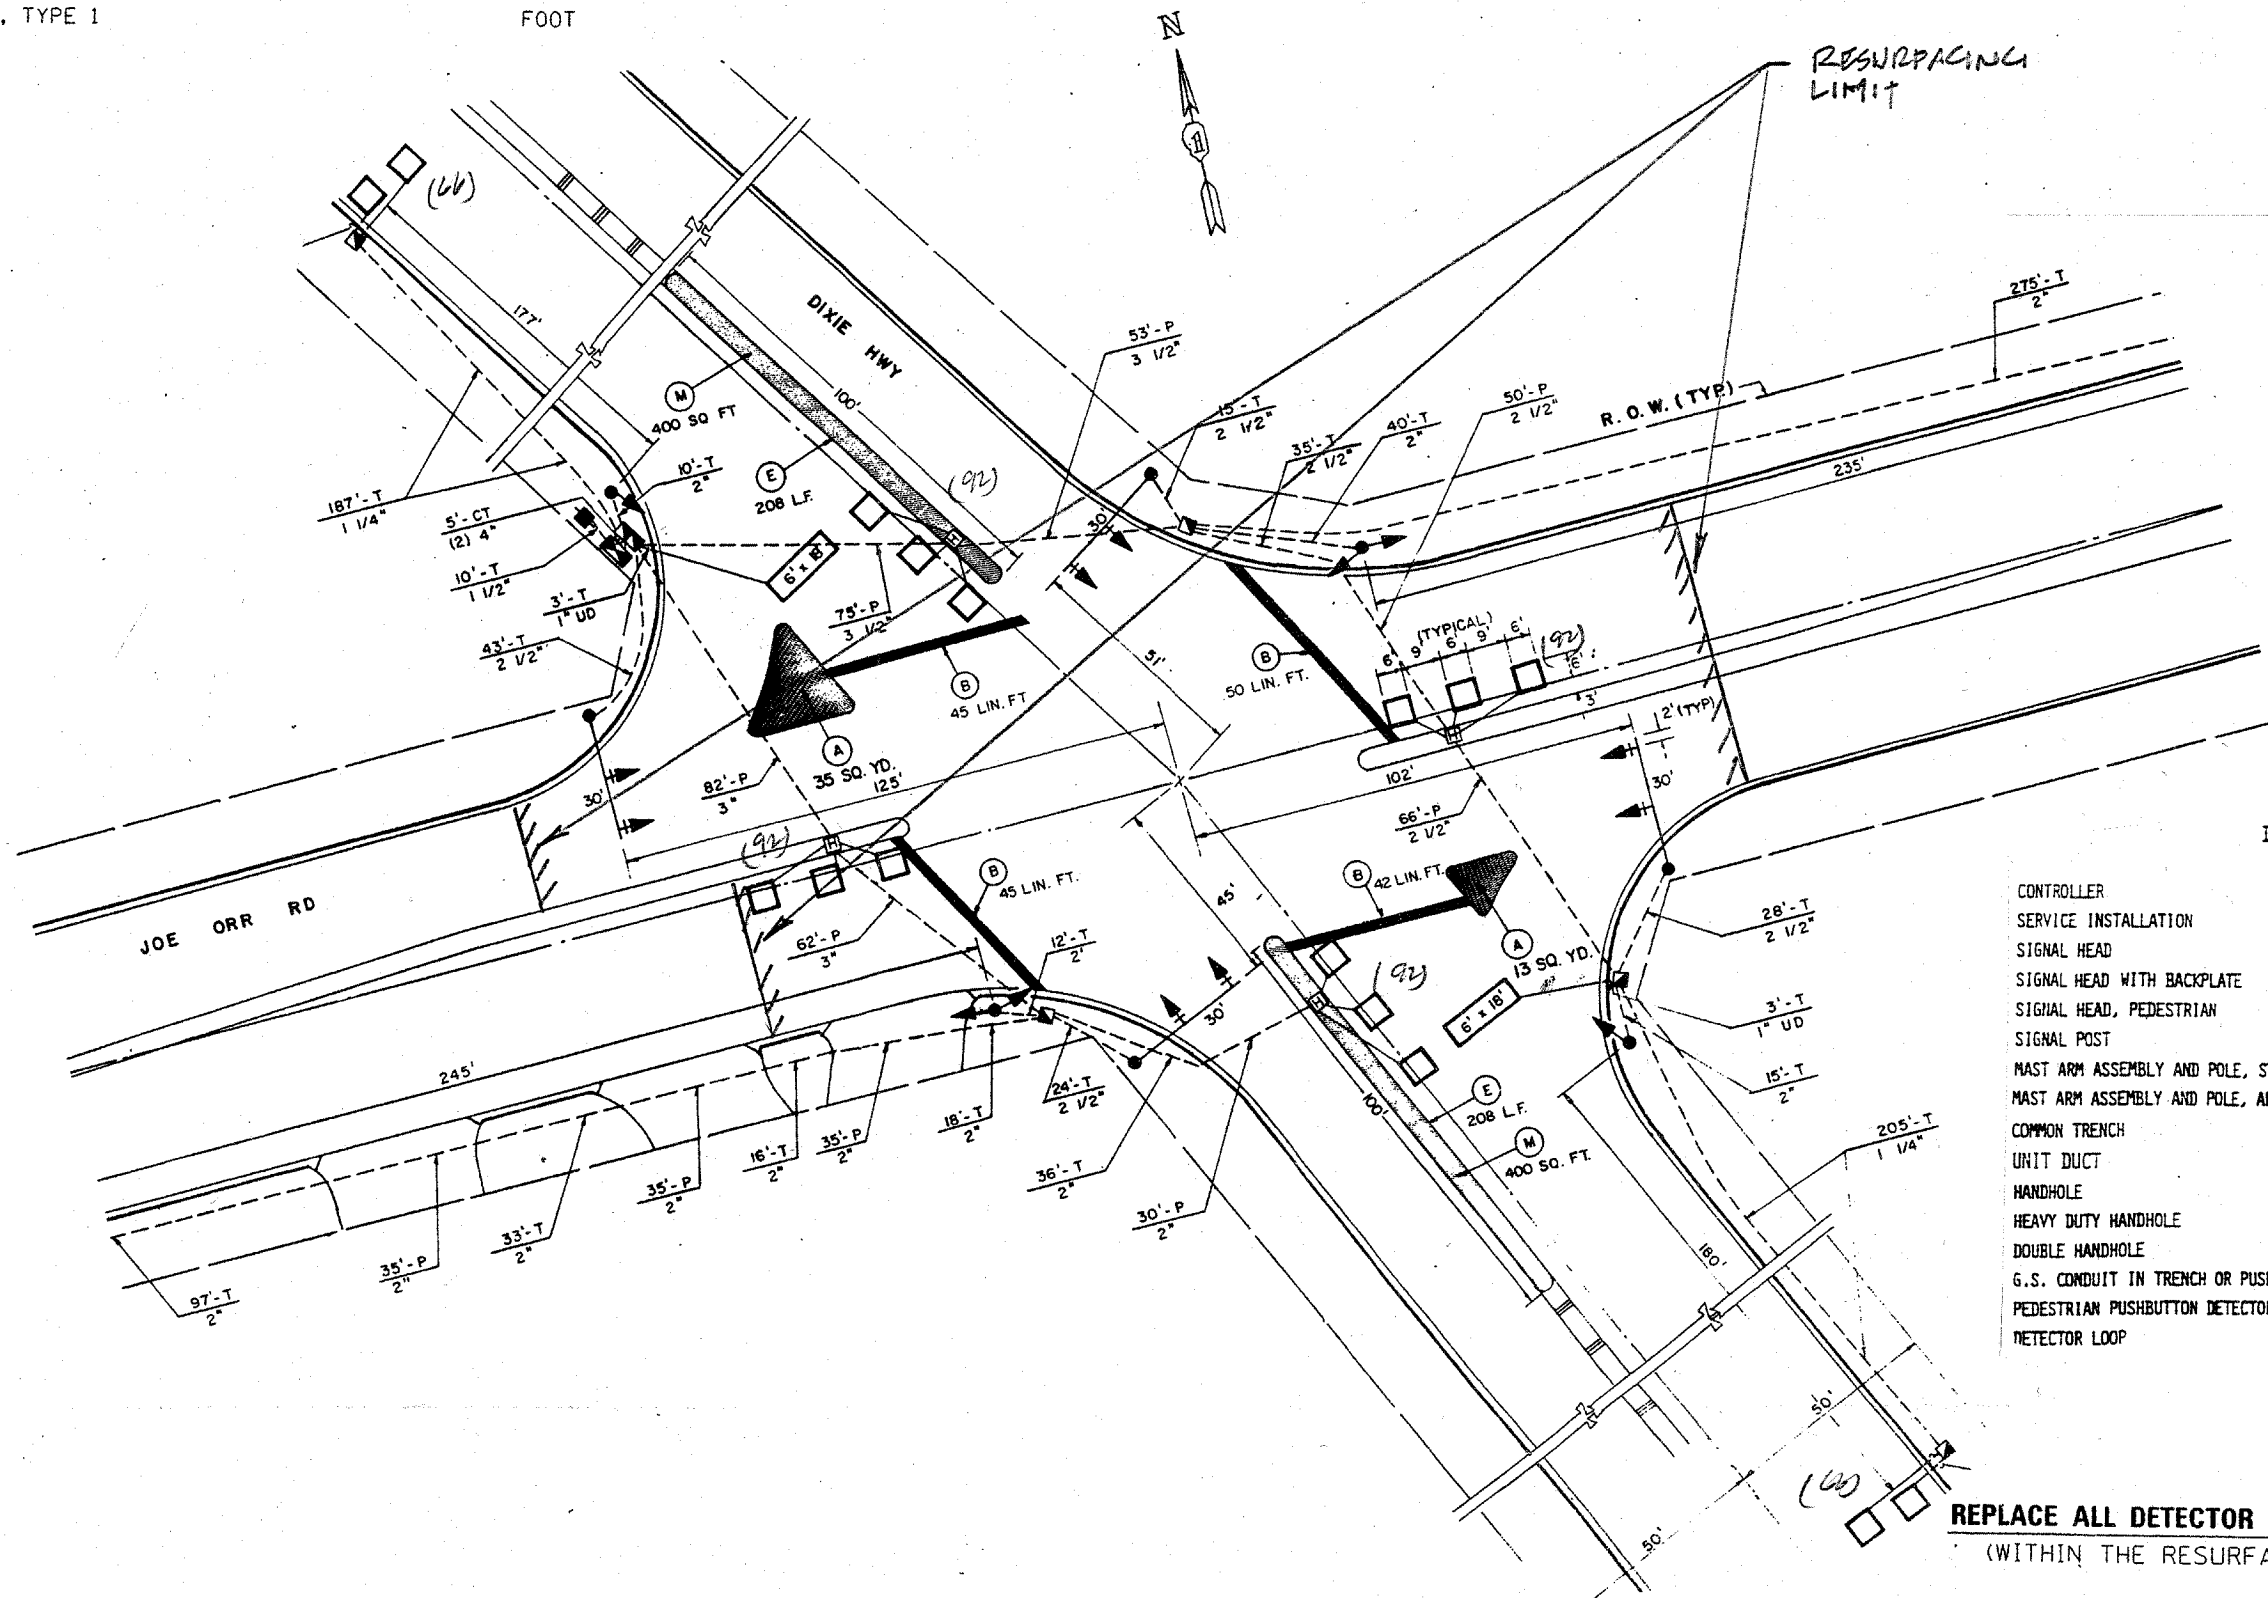 , TYPE 1
FOOT
N
1
RESURFACING
LIMIT
(66)
177'
DIXIE HWY
100'
M
400 SQ FT
E
208 L.F.
(92)
53'-P
3 1/2"
15'-T
2 1/2"
35'-T
2 1/2"
40'-T
2"
50'-P
2 1/2"
R.O.W. (TYP.)
275'-T
2"
235'
187'-T
1 1/4"
5'-CT
(2) 4"
10'-T
2"
10'-T
1 1/2"
3'-T
1" UD
43'-T
2 1/2"
6' x 18'
75'-P
3 1/2"
30'
51'
B
45 LIN. FT
B
50 LIN. FT.
(TYPICAL)
6' 9' 6' 9' 6'
(92)
6'
3'
2' (TYP)
A
35 SQ. YD.
125'
82'-P
3"
30'
102'
30'
66'-P
2 1/2"
(92)
H
H
H
H
B
45 LIN. FT.
45'
B
42 LIN. FT.
A
13 SQ. YD.
6' x 18'
(92)
JOE ORR RD
62'-P
3"
12'-T
2'
30'
28'-T
2 1/2"
3'-T
1" UD
15'-T
2"
205'-T
1 1/4"
245'
24'-T
2 1/2"
18'-T
2"
35'-P
2"
16'-T
2"
35'-P
2"
33'-T
2"
35'-P
2"
97'-T
2"
36'-T
2"
30'-P
2"
100'
E
208 L.F.
M
400 SQ. FT.
180'
50'
50'
CONTROLLER
SERVICE INSTALLATION
SIGNAL HEAD
SIGNAL HEAD WITH BACKPLATE
SIGNAL HEAD, PEDESTRIAN
SIGNAL POST
MAST ARM ASSEMBLY AND POLE, S
MAST ARM ASSEMBLY AND POLE, A
COMMON TRENCH
UNIT DUCT
HANDHOLE
HEAVY DUTY HANDHOLE
DOUBLE HANDHOLE
G.S. CONDUIT IN TRENCH OR PUS
PEDESTRIAN PUSHBUTTON DETECTO
DETECTOR LOOP
REPLACE ALL DETECTOR
(WITHIN THE RESURFA